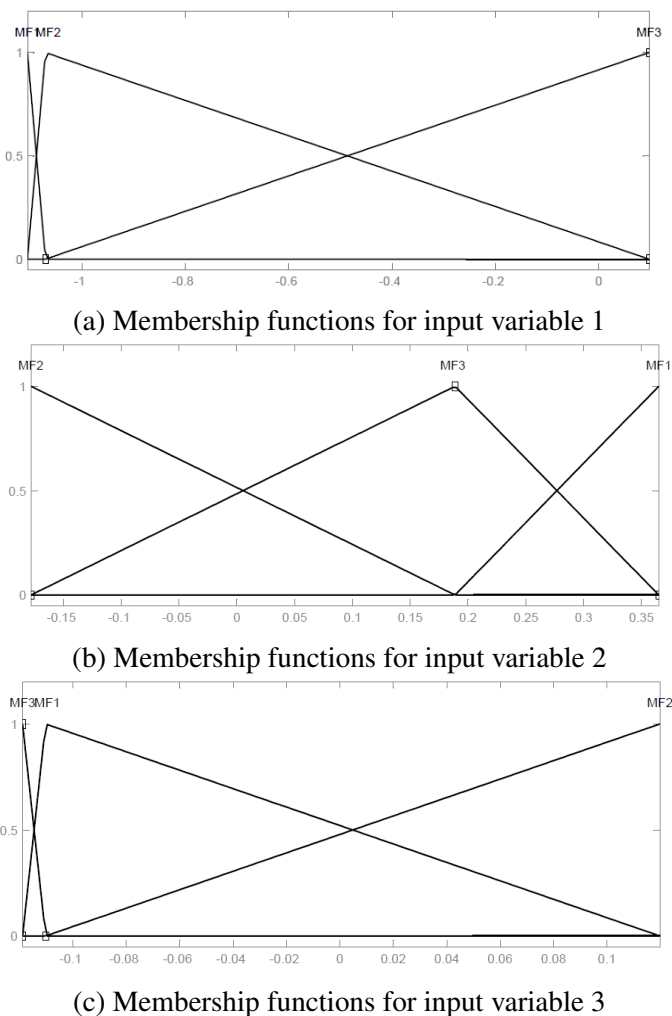 MF1 MF2 MF3
1
0.5
0
-1 -0.8 -0.6 -0.4 -0.2 0
(a) Membership functions for input variable 1
MF2 MF3 MF1
1
0.5
0
-0.15 -0.1 -0.05 0 0.05 0.1 0.15 0.2 0.25 0.3 0.35
(b) Membership functions for input variable 2
MF3 MF1 MF2
1
0.5
0
-0.1 -0.08 -0.06 -0.04 -0.02 0 0.02 0.04 0.06 0.08 0.1
(c) Membership functions for input variable 3